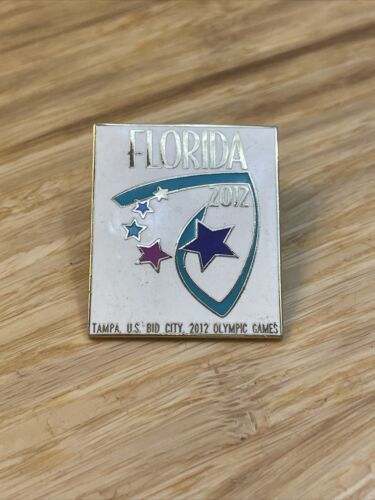 FLORIDA
2012
TAMPA, U.S. BID CITY, 2012 OLYMPIC GAMES